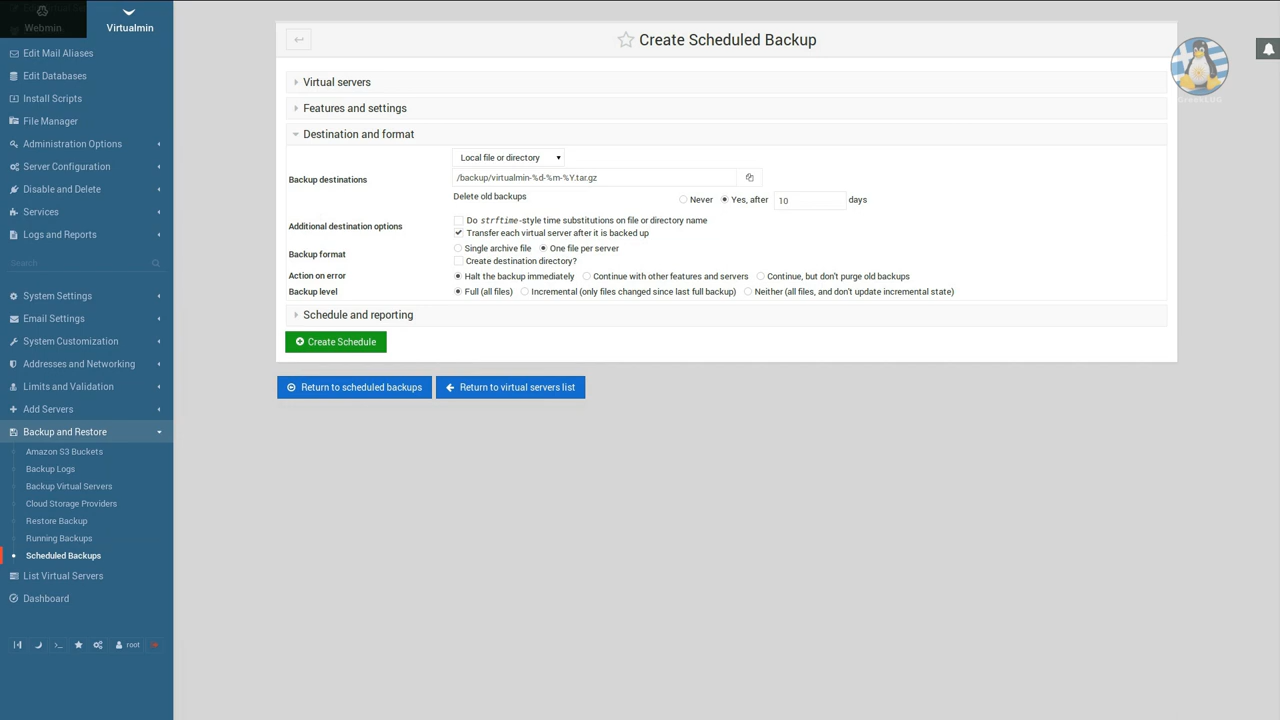 Webmin
Virtualmin
Edit Mail Aliases
Edit Databases
Install Scripts
File Manager
Administration Options
Server Configuration
Disable and Delete
Services
Logs and Reports
Search
System Settings
Email Settings
System Customization
Addresses and Networking
Limits and Validation
Add Servers
Backup and Restore
Amazon S3 Buckets
Backup Logs
Backup Virtual Servers
Cloud Storage Providers
Restore Backup
Running Backups
Scheduled Backups
List Virtual Servers
Dashboard
root
Create Scheduled Backup
GreekLUG
Virtual servers
Features and settings
Destination and format
Local file or directory
Backup destinations
/backup/virtualmin-%d-%m-%Y.tar.gz
Delete old backups Never Yes, after 10 days
Additional destination options
Do strftime-style time substitutions on file or directory name
Transfer each virtual server after it is backed up
Backup format
Single archive file One file per server
Create destination directory?
Action on error Halt the backup immediately Continue with other features and servers Continue, but don't purge old backups
Backup level Full (all files) Incremental (only files changed since last full backup) Neither (all files, and don't update incremental state)
Schedule and reporting
Create Schedule
Return to scheduled backups Return to virtual servers list